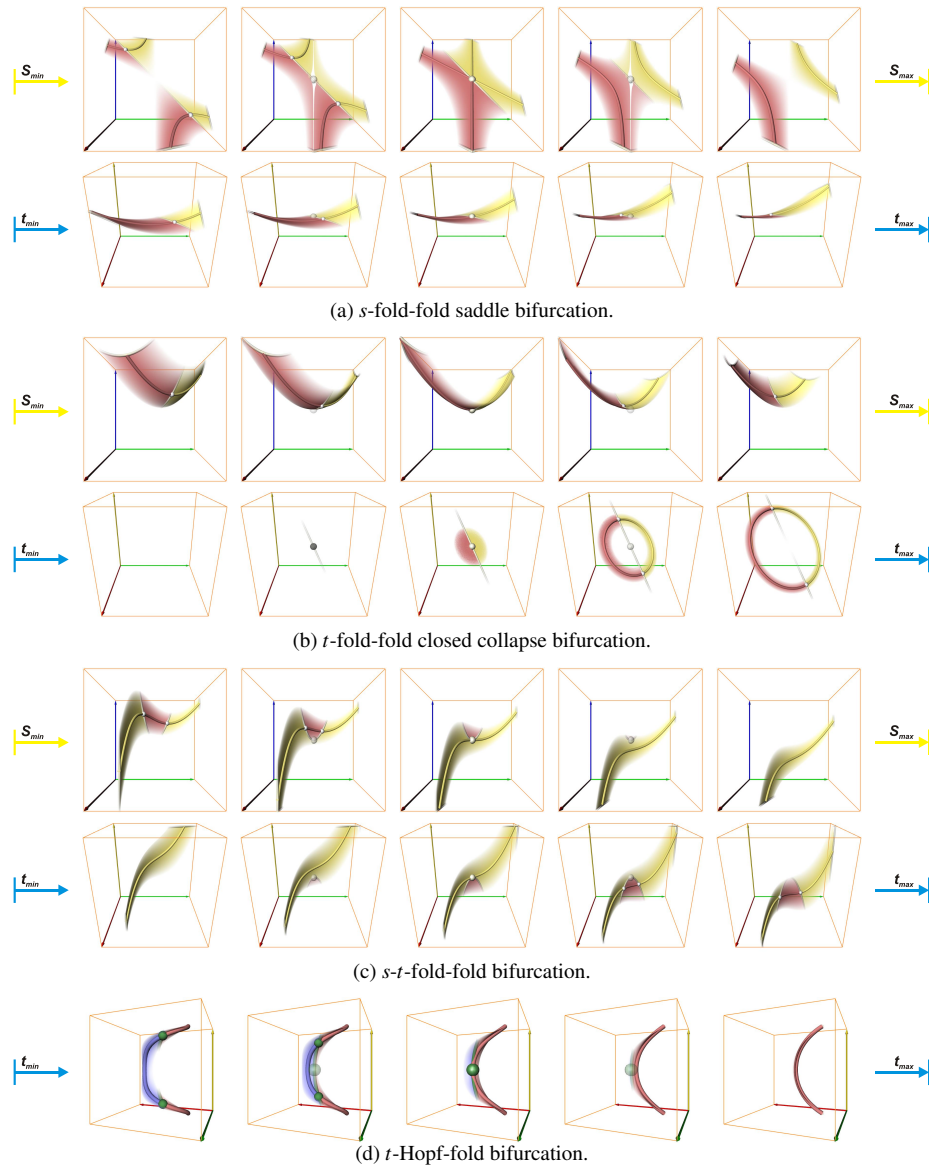 S_min S_max
t_min t_max
(a) s-fold-fold saddle bifurcation.
S_min S_max
t_min t_max
(b) t-fold-fold closed collapse bifurcation.
S_min S_max
t_min t_max
(c) s-t-fold-fold bifurcation.
t_min t_max
(d) t-Hopf-fold bifurcation.